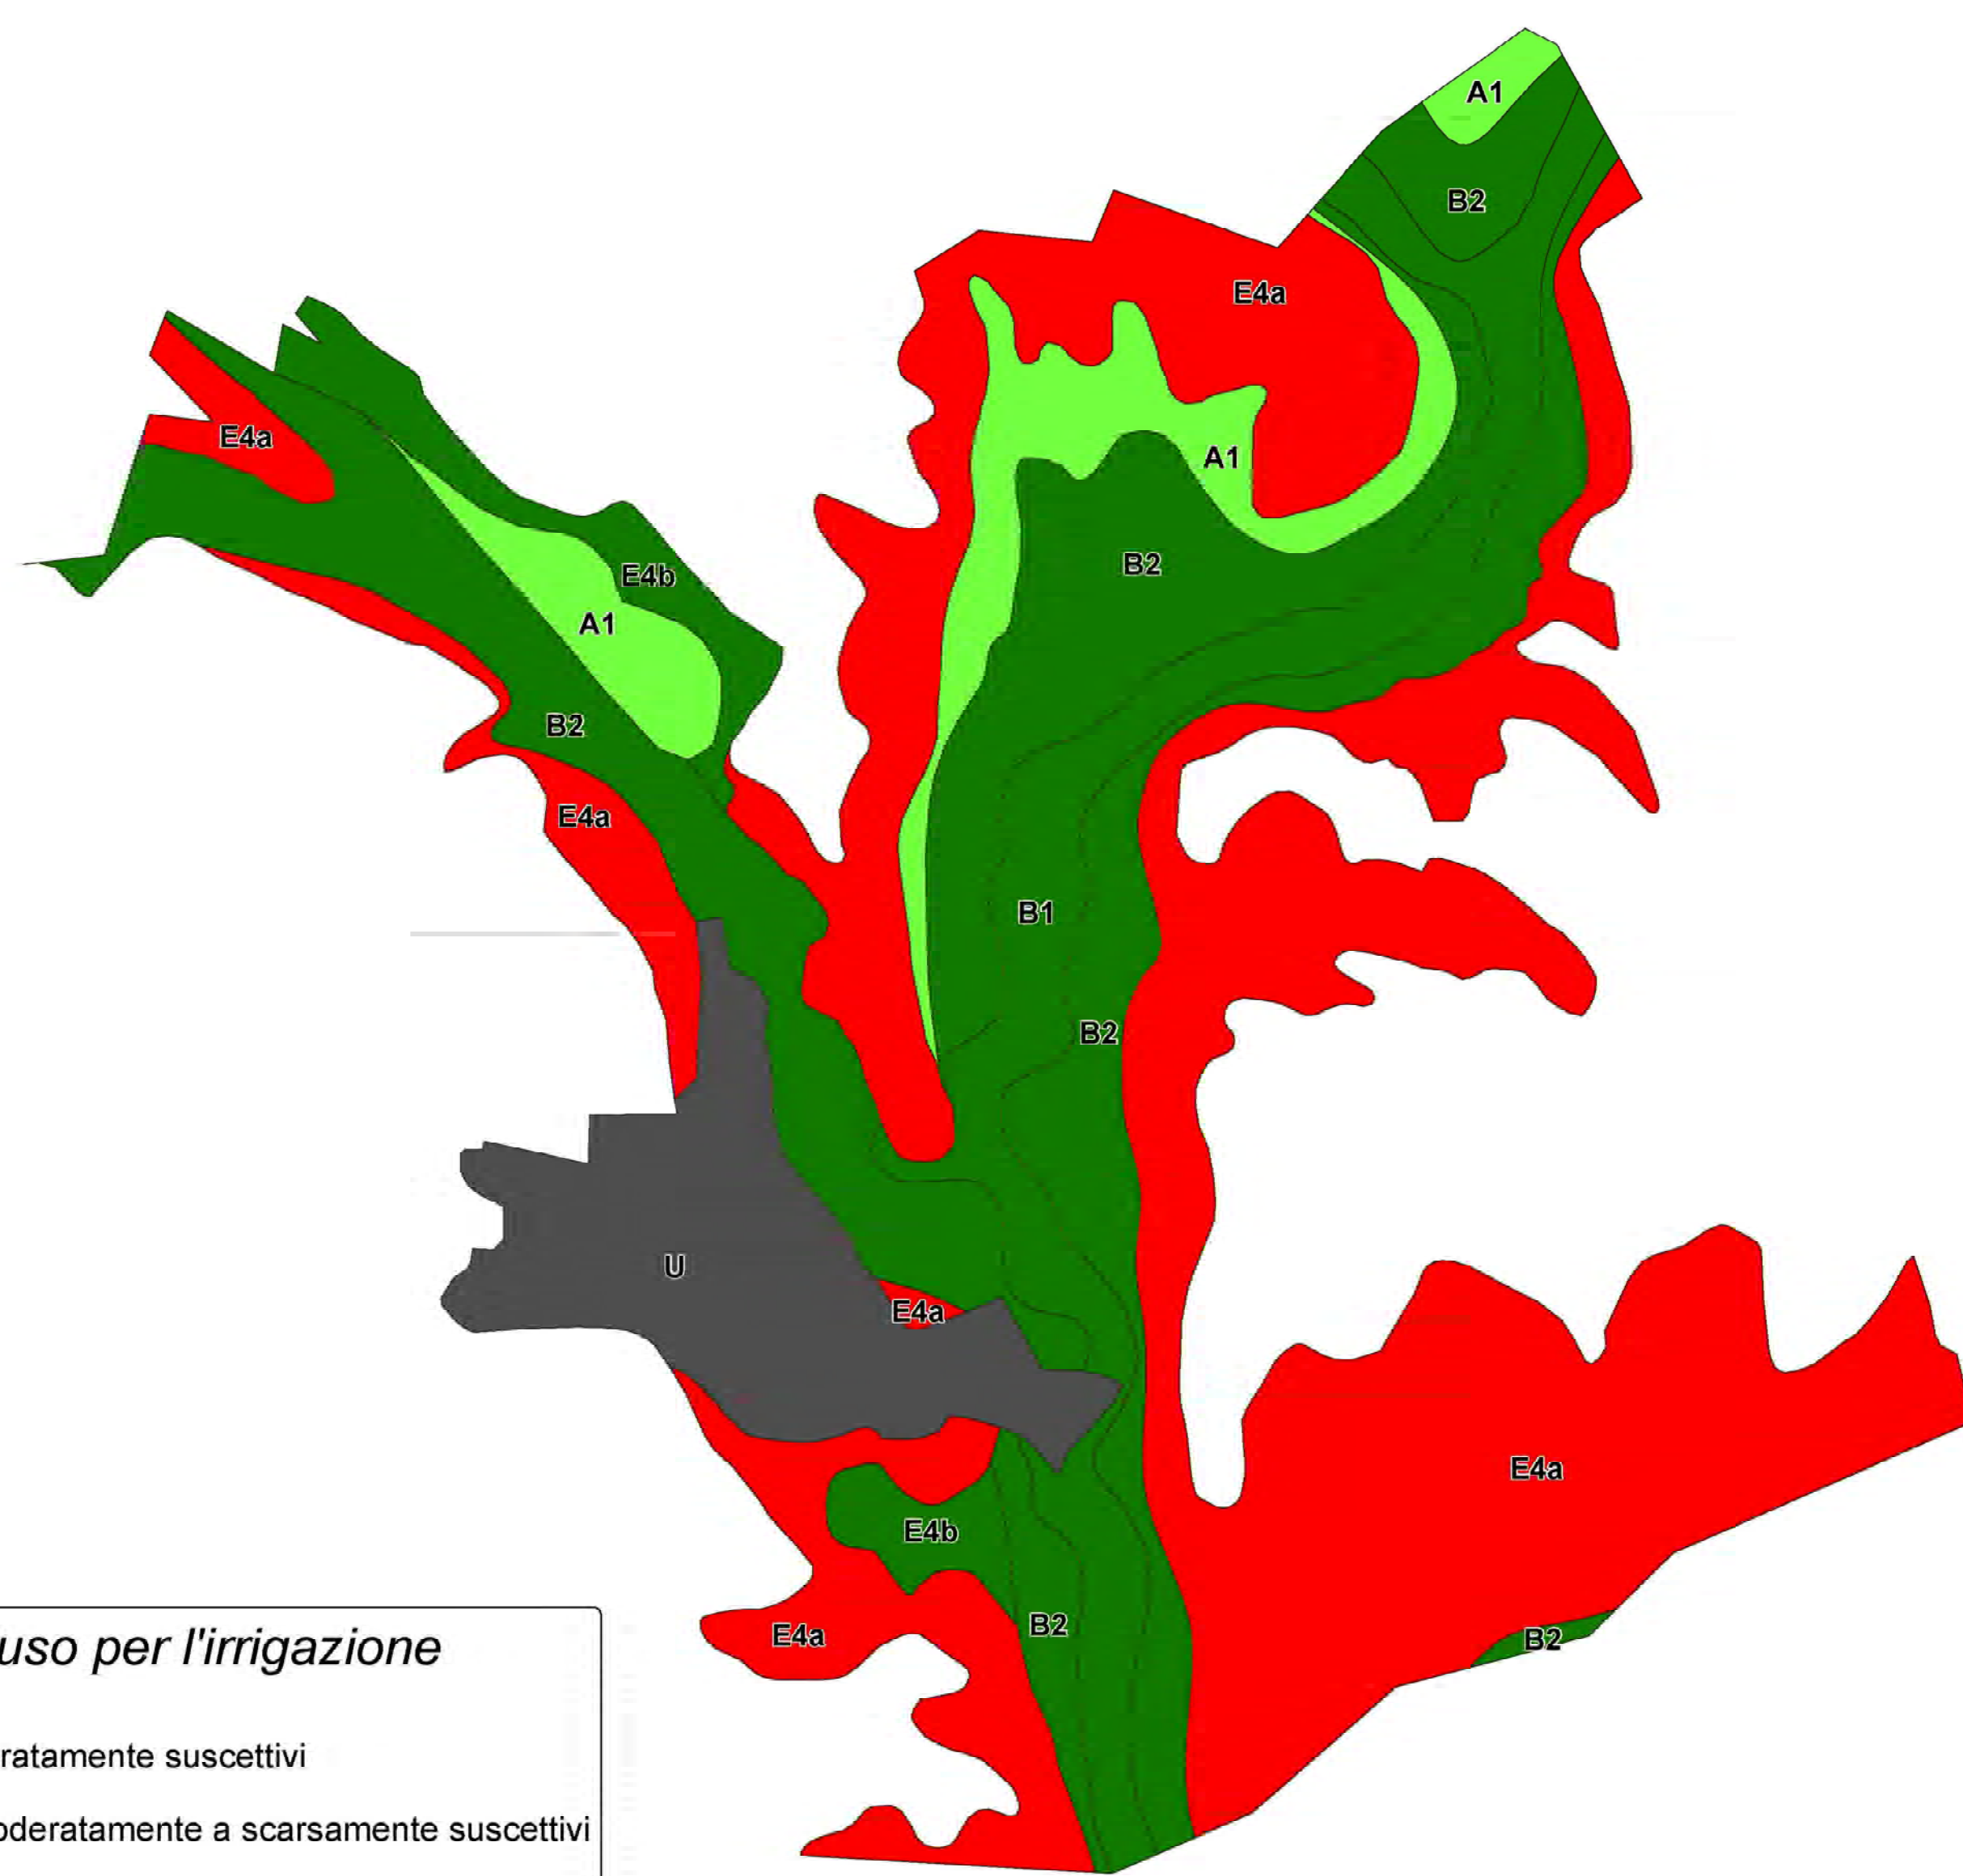 A1
B2
E4a
E4a
A1
B2
E4b
A1
B2
E4a
B1
B2
U
E4a
E4a
E4b
B2
E4a
B2
uso per l'irrigazione
ratamente suscettivi
oderatamente a scarsamente suscettivi